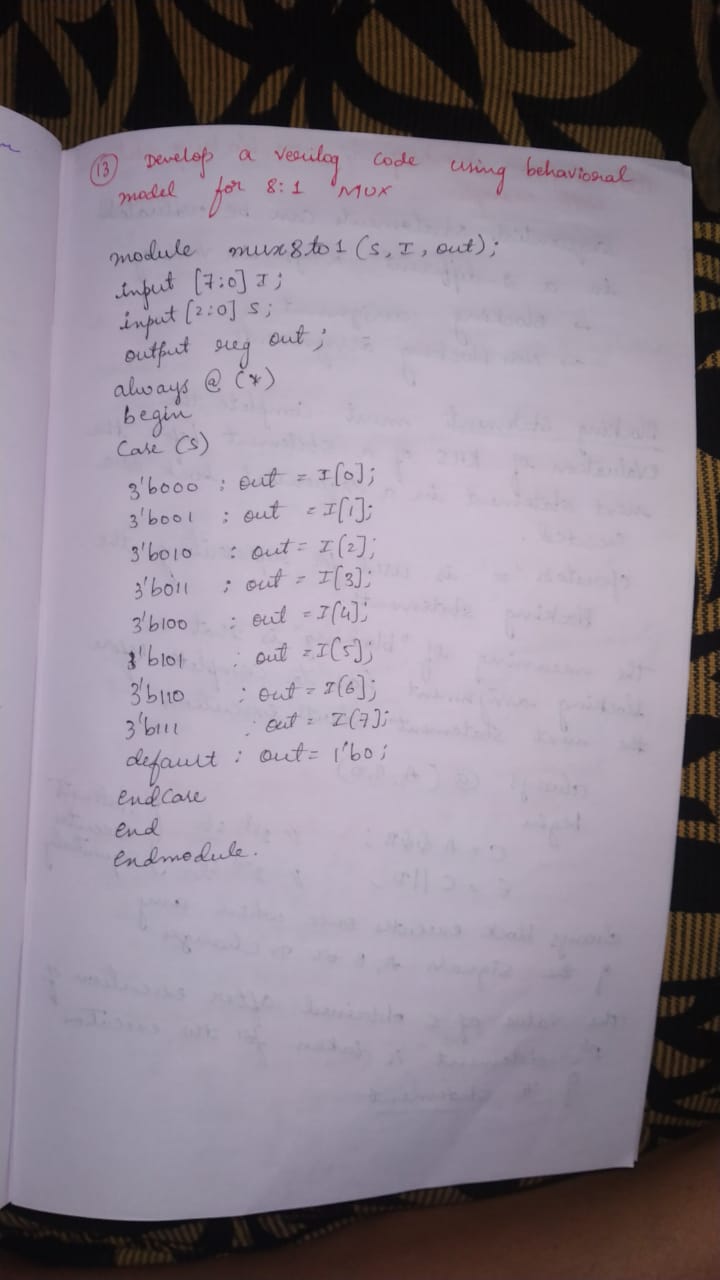 (13) Develop a verilog code using behavioral
model for 8:1 MUX
module mux8to1 (S, I, out);
input [7:0] I;
input [2:0] S;
output reg out;
always @ (*)
begin
Case (S)
3'b000 : out = I[0];
3'b001 : out = I[1];
3'b010 : out = I[2];
3'b011 : out = I[3];
3'b100 : out = I[4];
3'b101 : out = I[5];
3'b110 : out = I[6];
3'b111 : out = I[7];
default : out = 1'b0;
endCase
end
endmodule.